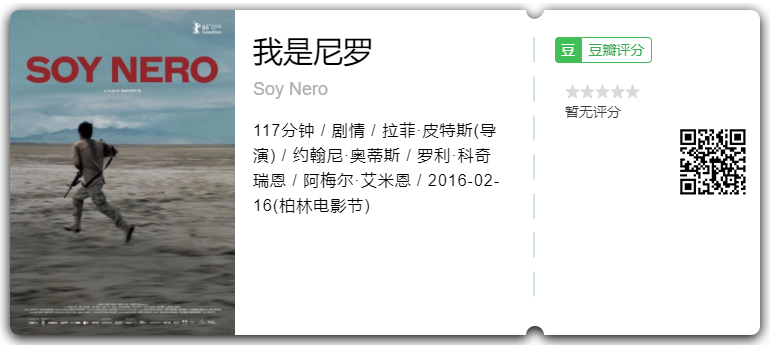 SOY NERO
我是尼罗
Soy Nero
117分钟 / 剧情 / 拉菲·皮特斯(导
演) / 约翰尼·奥蒂斯 / 罗利·科奇
瑞恩 / 阿梅尔·艾米恩 / 2016-02-
16(柏林电影节)
豆 豆瓣评分
暂无评分